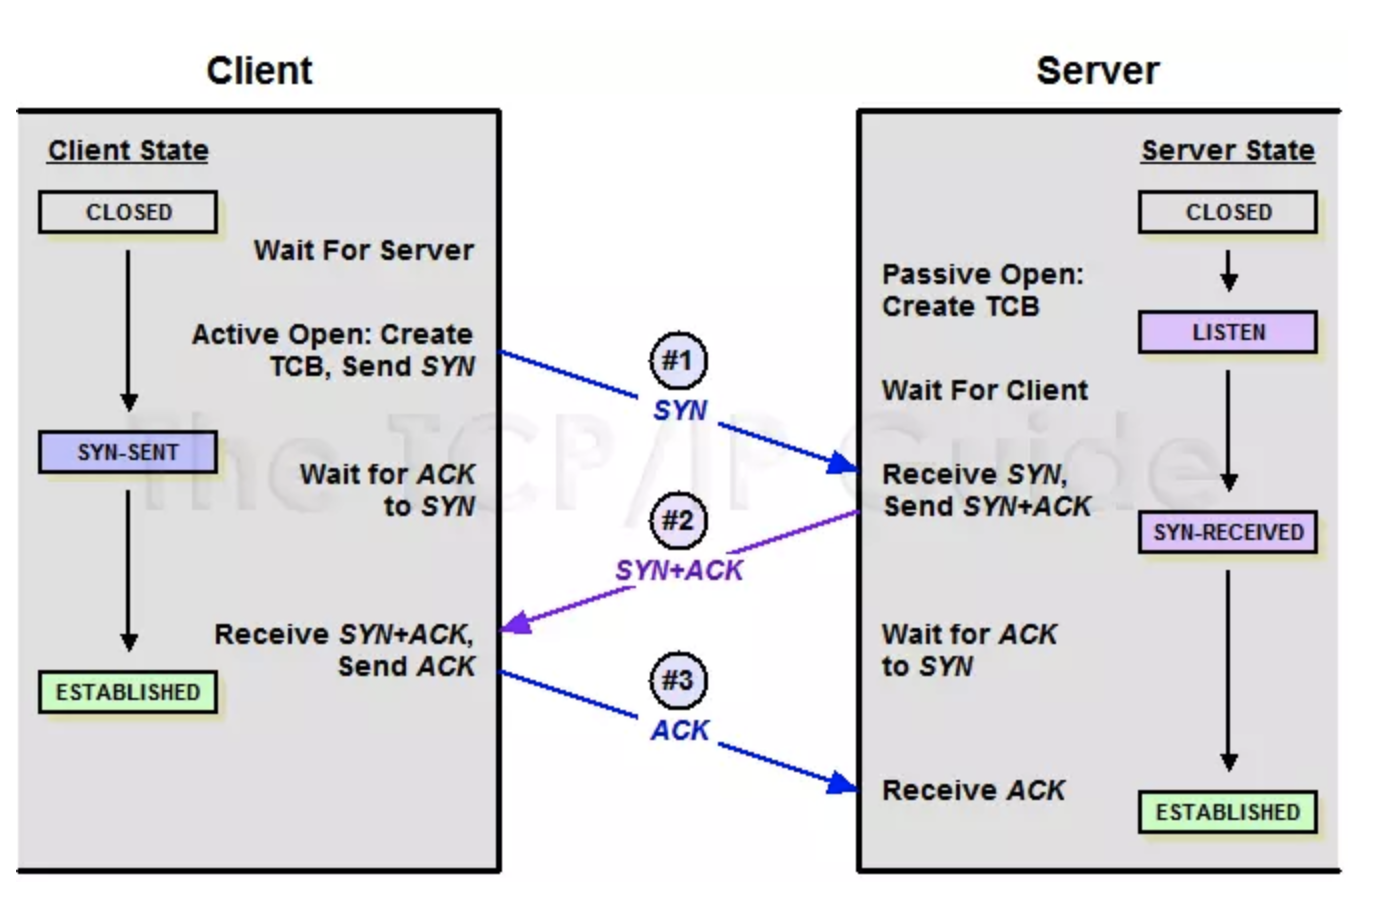 Client
Server
Client State
CLOSED
Wait For Server
Active Open: Create
TCB, Send SYN
SYN-SENT
Wait for ACK
to SYN
Receive SYN+ACK,
Send ACK
ESTABLISHED
#1
SYN
#2
SYN+ACK
#3
ACK
Server State
CLOSED
Passive Open:
Create TCB
LISTEN
Wait For Client
Receive SYN,
Send SYN+ACK
SYN-RECEIVED
Wait for ACK
to SYN
Receive ACK
ESTABLISHED
The TCP/IP Guide